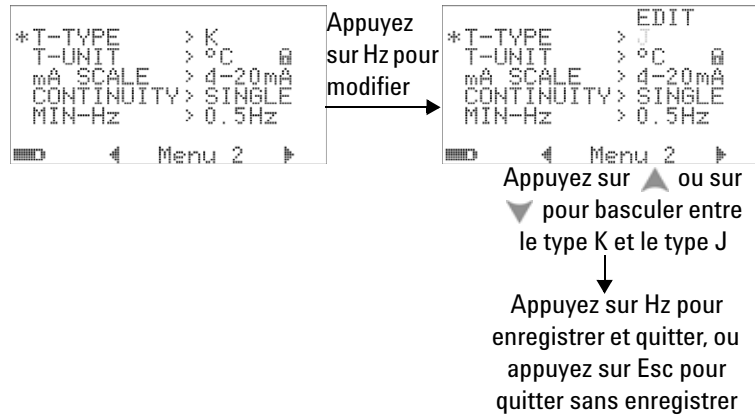 *T-TYPE > K
T-UNIT > °C
mA SCALE > 4-20mA
CONTINUITY> SINGLE
MIN-Hz > 0.5Hz
Menu 2
Appuyez
sur Hz pour
modifier
EDIT
*T-TYPE > J
T-UNIT > °C
mA SCALE > 4-20mA
CONTINUITY> SINGLE
MIN-Hz > 0.5Hz
Menu 2
Appuyez sur ou sur
pour basculer entre
le type K et le type J
Appuyez sur Hz pour
enregistrer et quitter, ou
appuyez sur Esc pour
quitter sans enregistrer